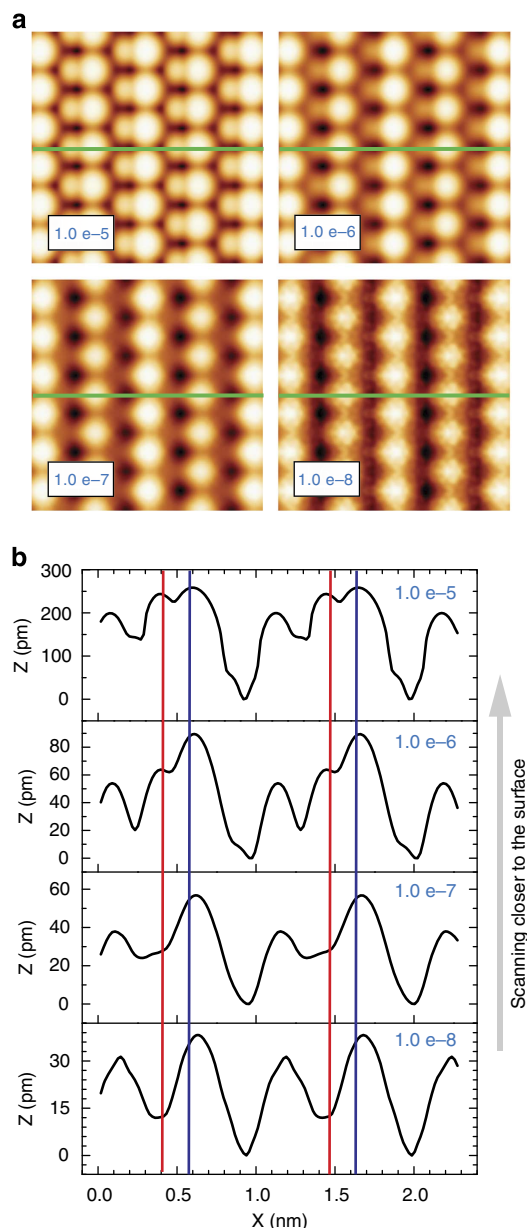 a
1.0 e–5
1.0 e–6
1.0 e–7
1.0 e–8
b
300
200
100
0
Z (pm)
1.0 e–5
80
60
40
20
0
Z (pm)
1.0 e–6
60
40
20
0
Z (pm)
1.0 e–7
30
15
0
Z (pm)
1.0 e–8
0.0 0.5 1.0 1.5 2.0
X (nm)
Scanning closer to the surface